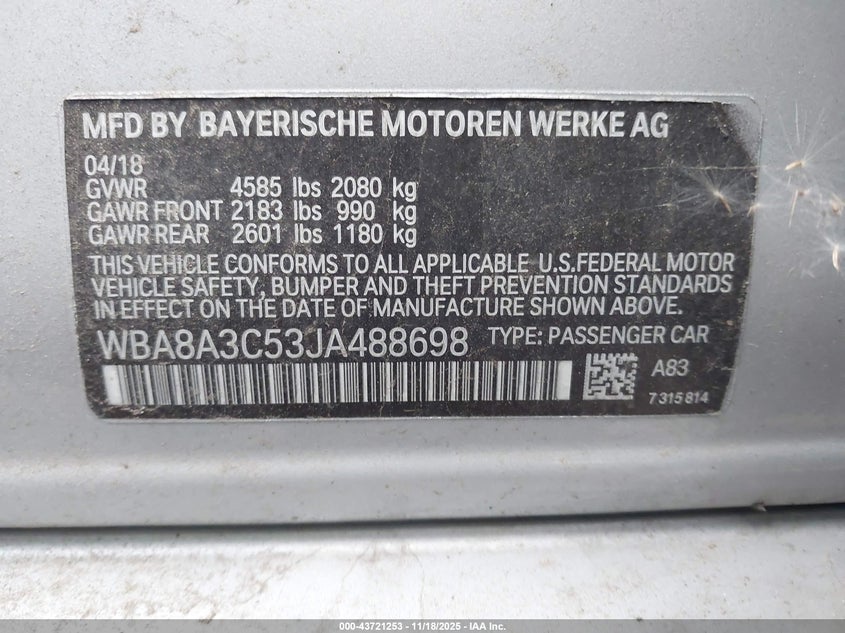 MFD BY BAYERISCHE MOTOREN WERKE AG
04/18
GVWR 4585 lbs 2080 kg
GAWR FRONT 2183 lbs 990 kg
GAWR REAR 2601 lbs 1180 kg
THIS VEHICLE CONFORMS TO ALL APPLICABLE U.S.FEDERAL MOTOR
VEHICLE SAFETY, BUMPER AND THEFT PREVENTION STANDARDS
IN EFFECT ON THE DATE OF MANUFACTURE SHOWN ABOVE.
WBA8A3C53JA488698 TYPE: PASSENGER CAR
A83
7315814
000-43721253 - 11/18/2025 - IAA Inc.